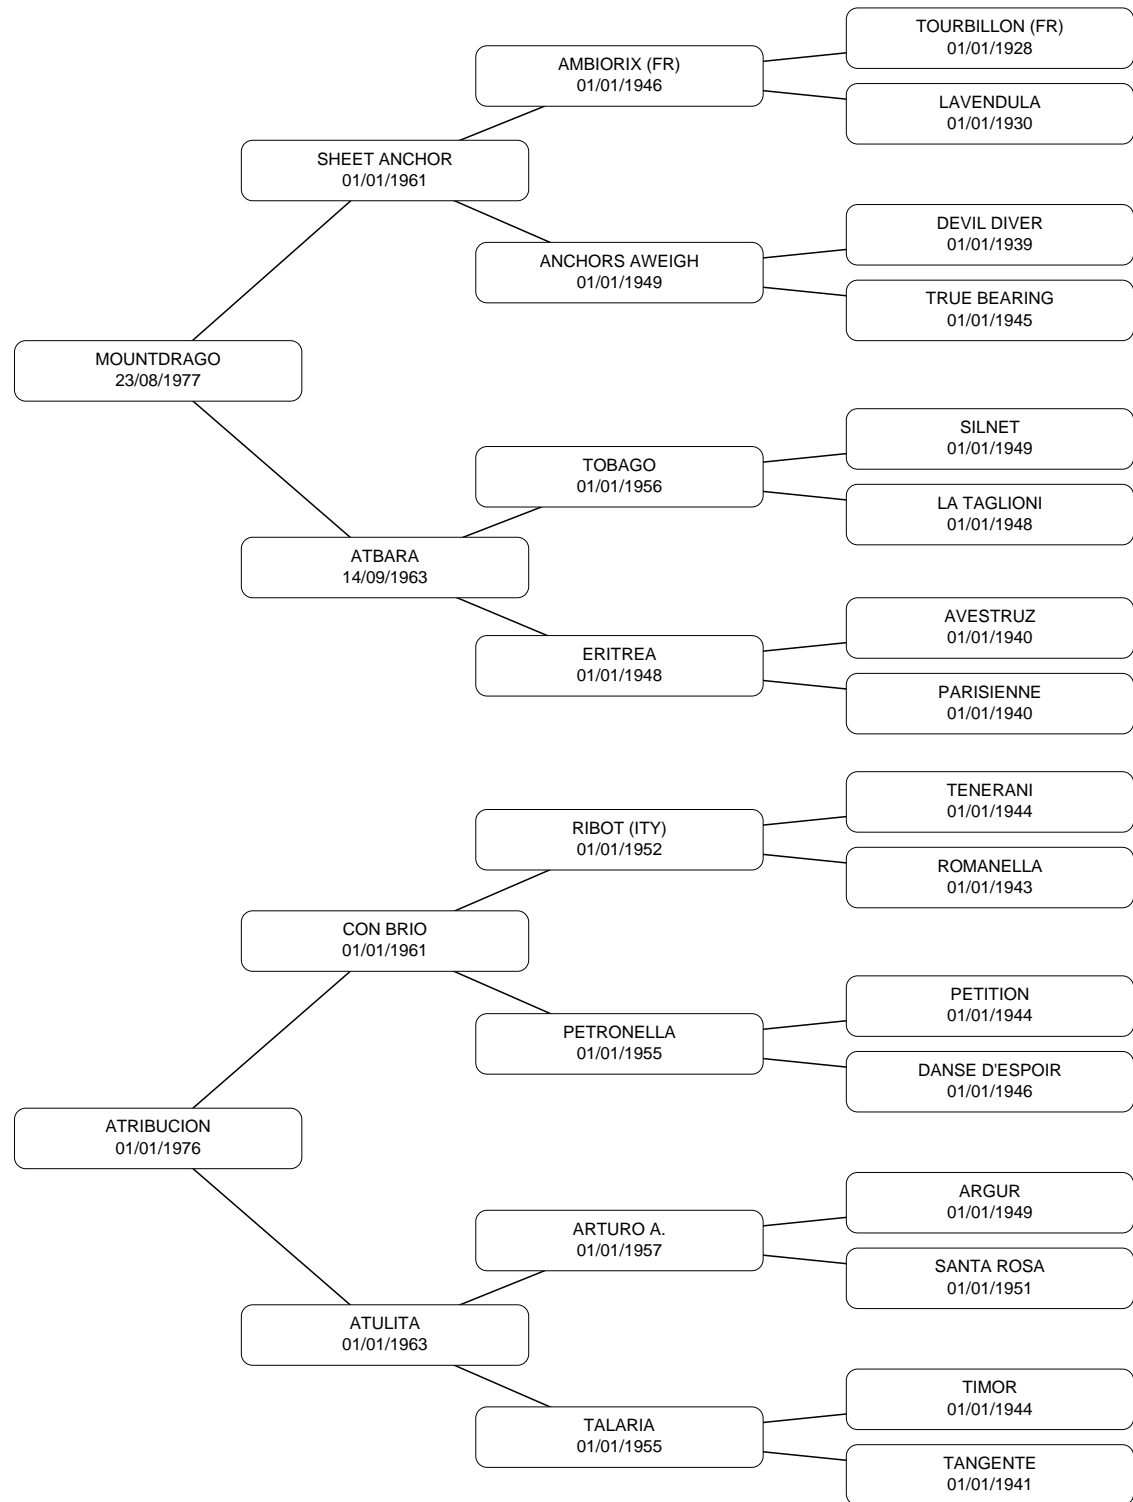 TOURBILLON (FR)
01/01/1928
AMBIORIX (FR)
01/01/1946
LAVENDULA
01/01/1930
SHEET ANCHOR
01/01/1961
DEVIL DIVER
01/01/1939
ANCHORS AWEIGH
01/01/1949
TRUE BEARING
01/01/1945
MOUNTDRAGO
23/08/1977
SILNET
01/01/1949
TOBAGO
01/01/1956
LA TAGLIONI
01/01/1948
ATBARA
14/09/1963
AVESTRUZ
01/01/1940
ERITREA
01/01/1948
PARISIENNE
01/01/1940
TENERANI
01/01/1944
RIBOT (ITY)
01/01/1952
ROMANELLA
01/01/1943
CON BRIO
01/01/1961
PETITION
01/01/1944
PETRONELLA
01/01/1955
DANSE D'ESPOIR
01/01/1946
ATRIBUCION
01/01/1976
ARGUR
01/01/1949
ARTURO A.
01/01/1957
SANTA ROSA
01/01/1951
ATULITA
01/01/1963
TIMOR
01/01/1944
TALARIA
01/01/1955
TANGENTE
01/01/1941